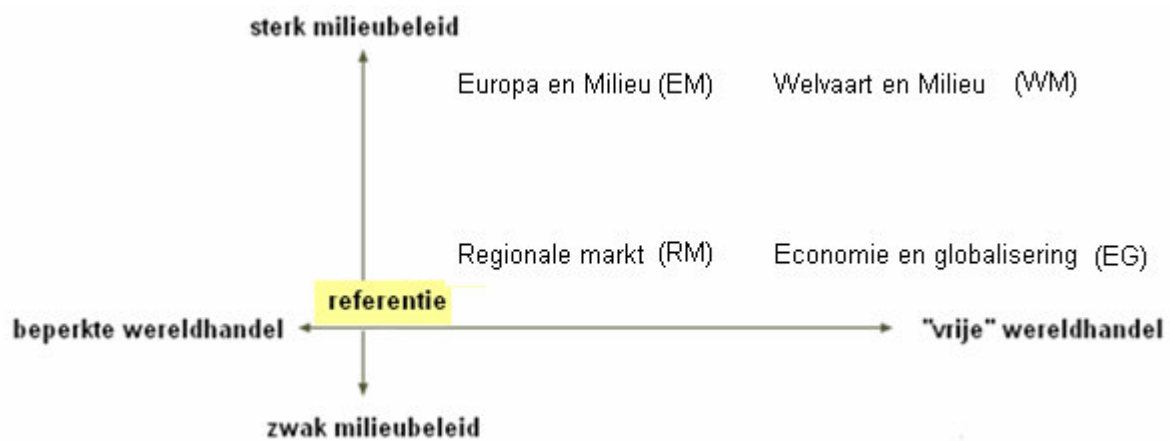 sterk milieubeleid
Europa en Milieu (EM) Welvaart en Milieu (WM)
Regionale markt (RM) Economie en globalisering (EG)
referentie
beperkte wereldhandel "vrije" wereldhandel
zwak milieubeleid